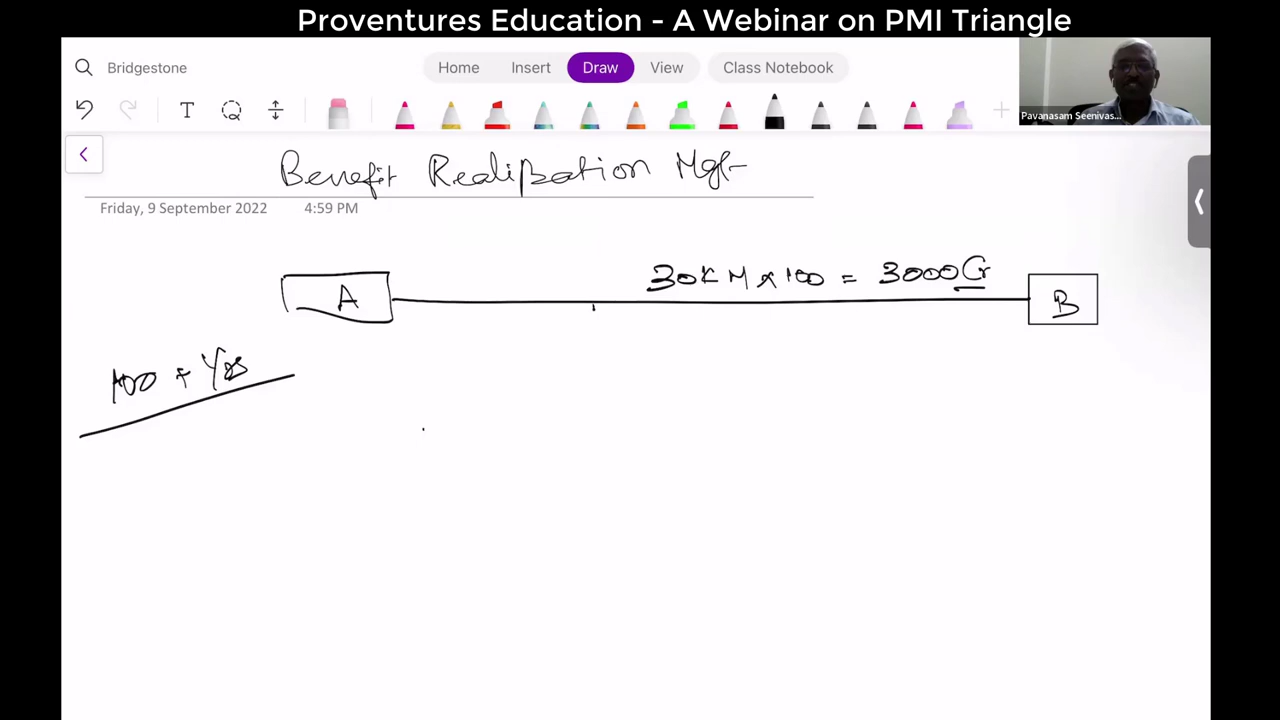 Proventures Education - A Webinar on PMI Triangle
Bridgestone
Home Insert Draw View Class Notebook
T
Pavanasam Seenivas...
Benefit Realization Mgt
Friday, 9 September 2022 4:59 PM
30KM x 100 = 3000Cr
A
B
100 + Yrs